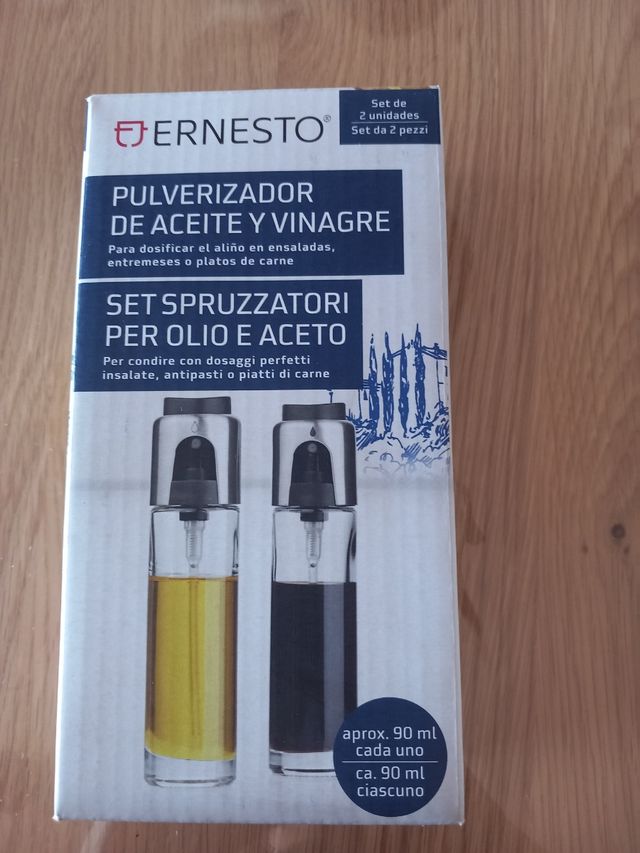 ERNESTO®
Set de
2 unidades
Set da 2 pezzi
PULVERIZADOR
DE ACEITE Y VINAGRE
Para dosificar el aliño en ensaladas,
entremeses o platos de carne
SET SPRUZZATORI
PER OLIO E ACETO
Per condire con dosaggi perfetti
insalate, antipasti o piatti di carne
aprox. 90 ml
cada uno
ca. 90 ml
ciascuno